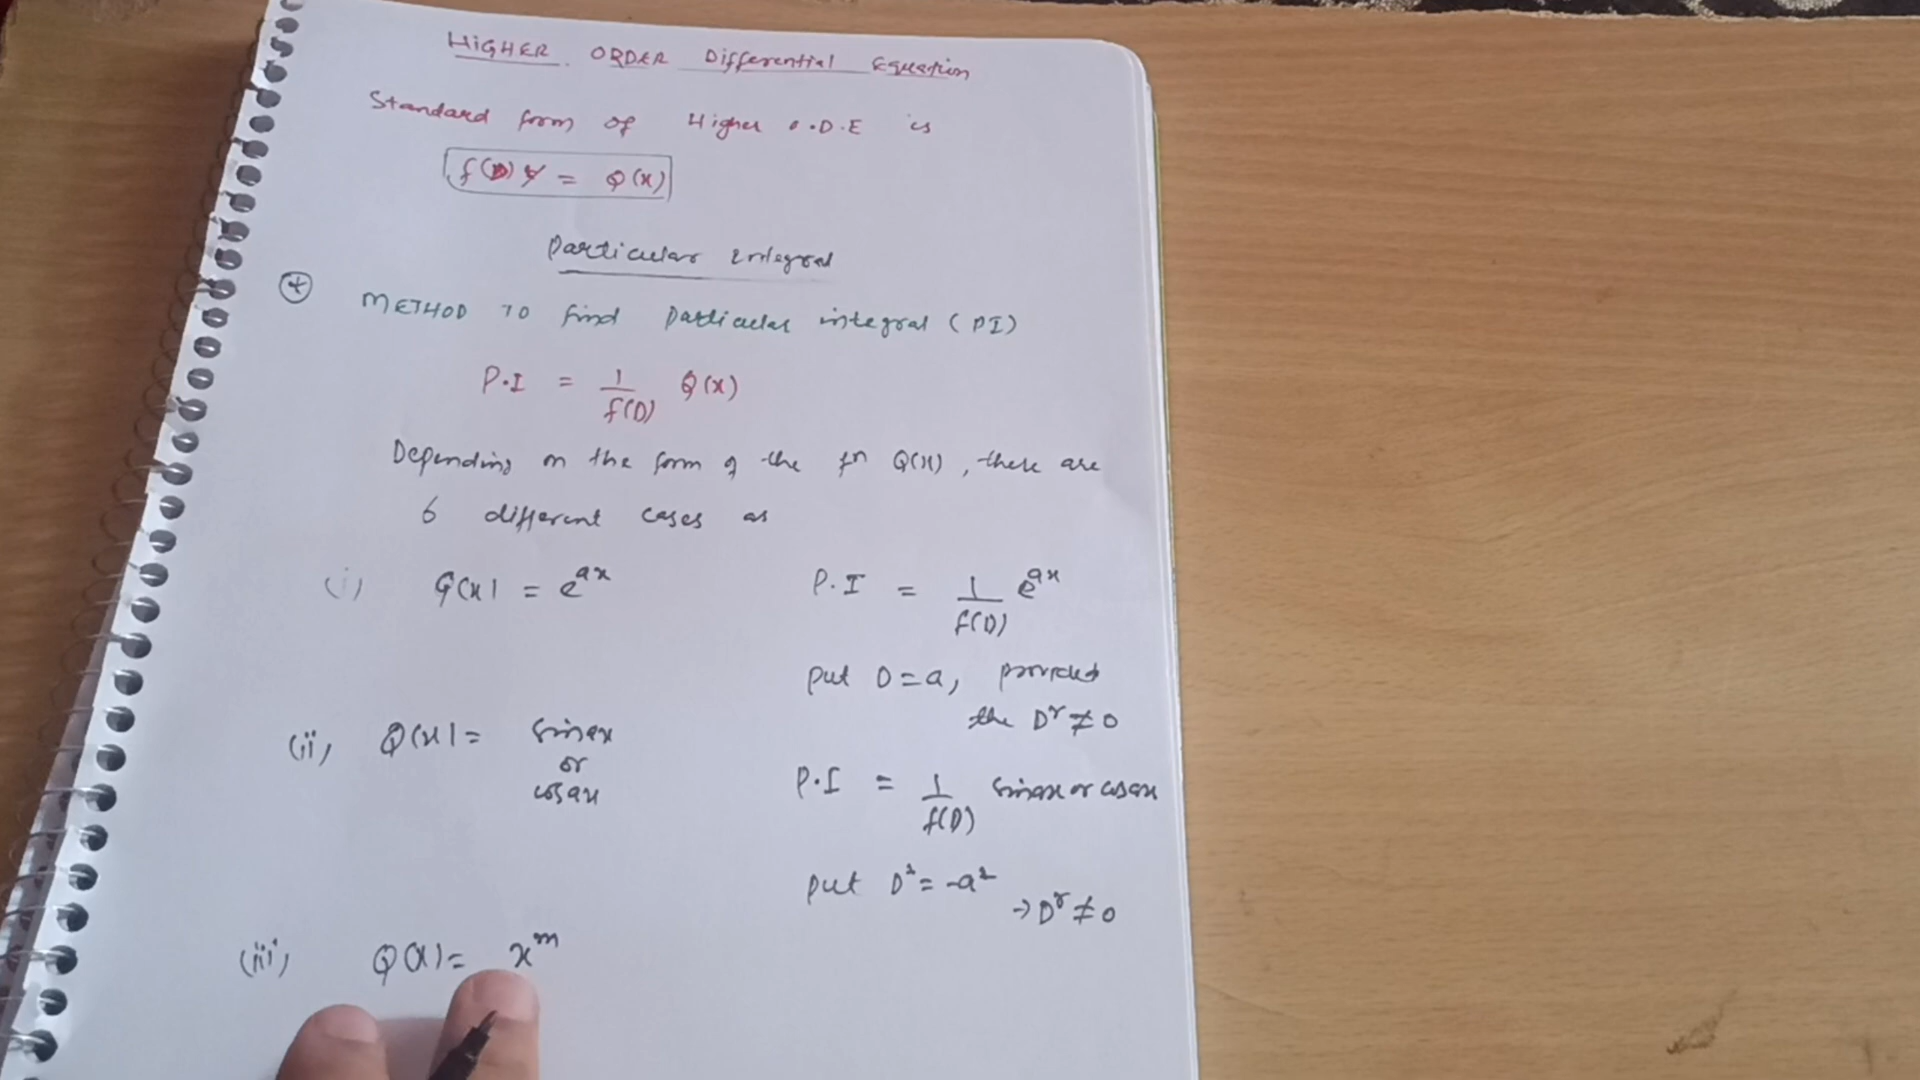 HIGHER ORDER Differential Equation
Standard form of Higher O.D.E is
f(D) y = Q(x)
Particular Integral
* METHOD TO find Particular integral (PI)
P.I = 1/f(D) Q(x)
Depending on the form of the fn Q(x), there are
6 different cases as
(i) Q(x) = e^ax
P.I = 1/f(D) e^ax
put D=a, provided
the Dr ≠ 0
(ii) Q(x) = sinax
or
cosax
P.I = 1/f(D) sinax or cosax
put D² = -a²
→ Dr ≠ 0
(iii) Q(x) = x^m